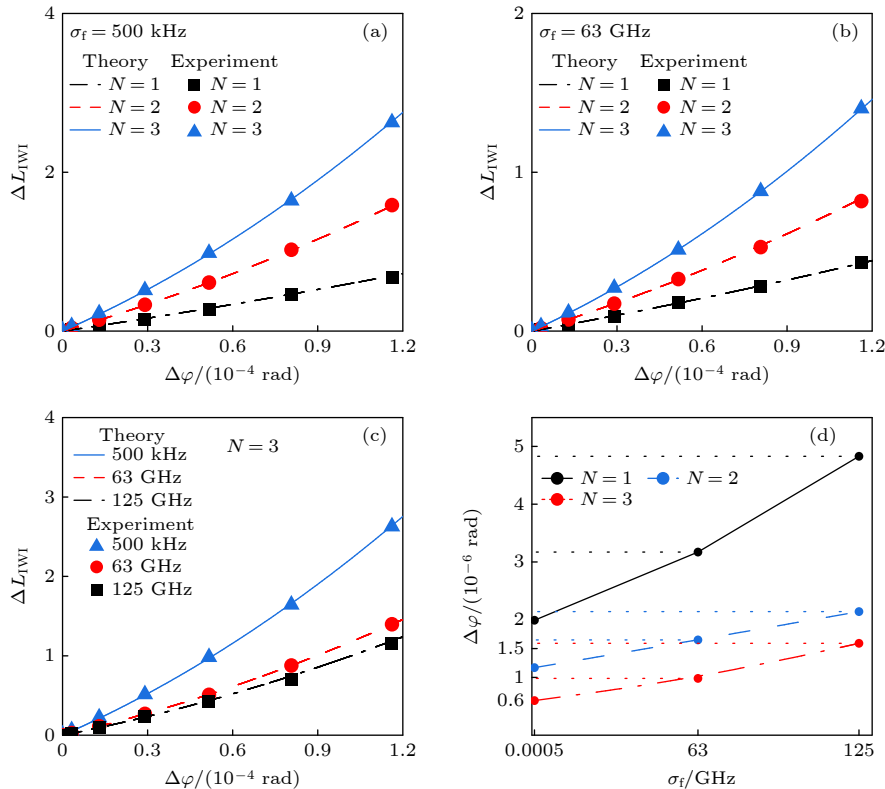 σf = 500 kHz
(a)
Theory Experiment
N = 1 N = 1
N = 2 N = 2
N = 3 N = 3
ΔLIWI
4
2
0
0 0.3 0.6 0.9 1.2
Δφ/(10−4 rad)
σf = 63 GHz
(b)
Theory Experiment
N = 1 N = 1
N = 2 N = 2
N = 3 N = 3
ΔLIWI
2
1
0
0 0.3 0.6 0.9 1.2
Δφ/(10−4 rad)
(c)
Theory
N = 3
500 kHz
63 GHz
125 GHz
Experiment
500 kHz
63 GHz
125 GHz
ΔLIWI
4
3
2
1
0
0 0.3 0.6 0.9 1.2
Δφ/(10−4 rad)
(d)
N = 1 N = 2
N = 3
Δφ/(10−6 rad)
5
4
3
2
1.5
1
0.6
0.0005 63 125
σf/GHz